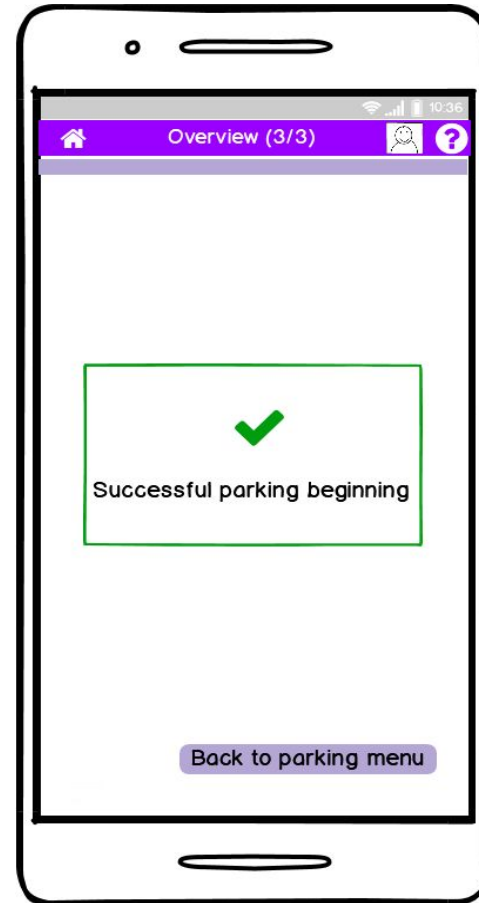 10:36
Overview (3/3)
?
Successful parking beginning
Back to parking menu